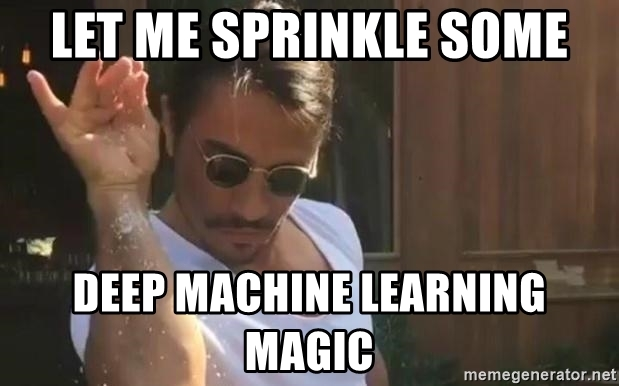 LET ME SPRINKLE SOME
DEEP MACHINE LEARNING
MAGIC
memegenerator.net